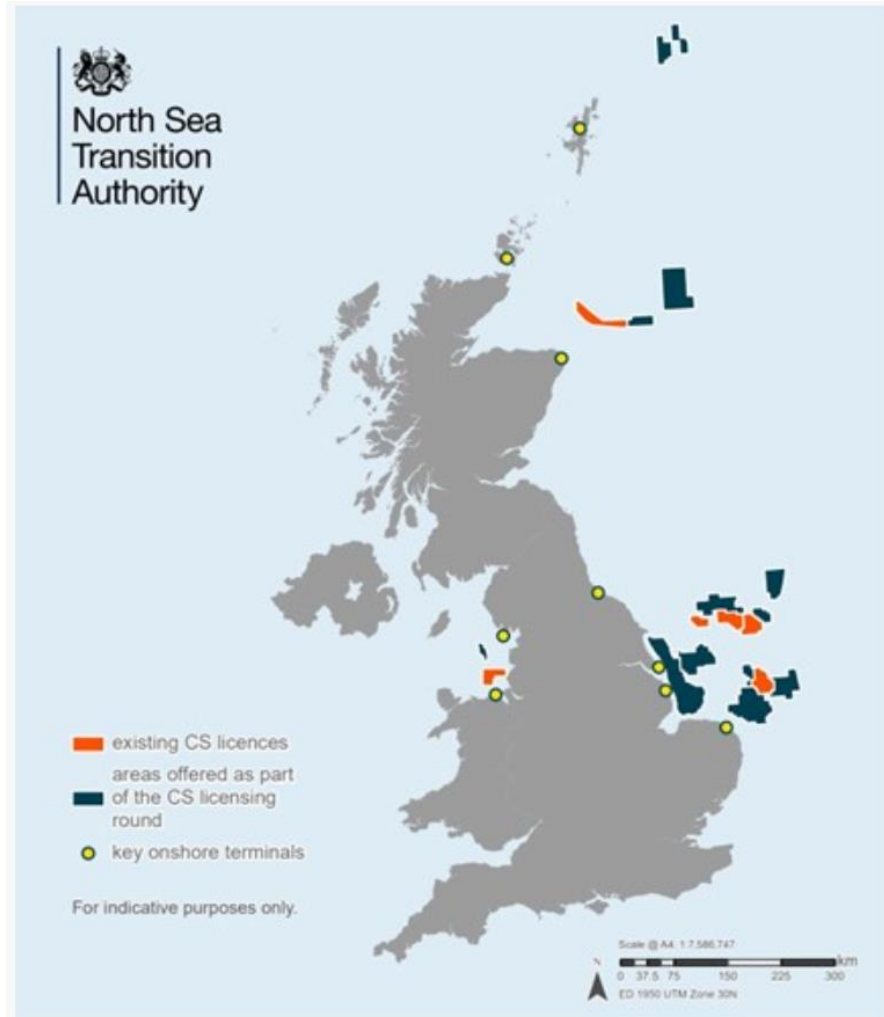 North Sea
Transition
Authority
existing CS licences
areas offered as part
of the CS licensing
round
key onshore terminals
For indicative purposes only.
Scale @ A4: 1:7,586,747
N
km
0 37.5 75 150 225 300
ED 1950 UTM Zone 30N